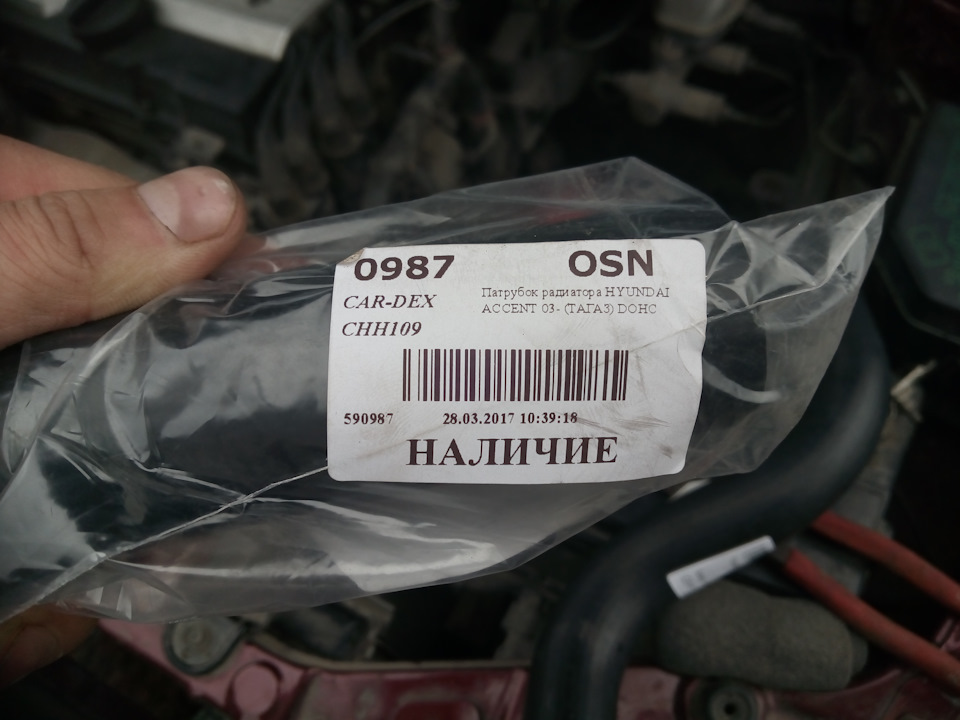 0987 OSN
CAR-DEX
CHH109
Патрубок радиатора HYUNDAI
ACCENT 03- (ТАГАЗ) DOHC
590987 28.03.2017 10:39:18
НАЛИЧИЕ